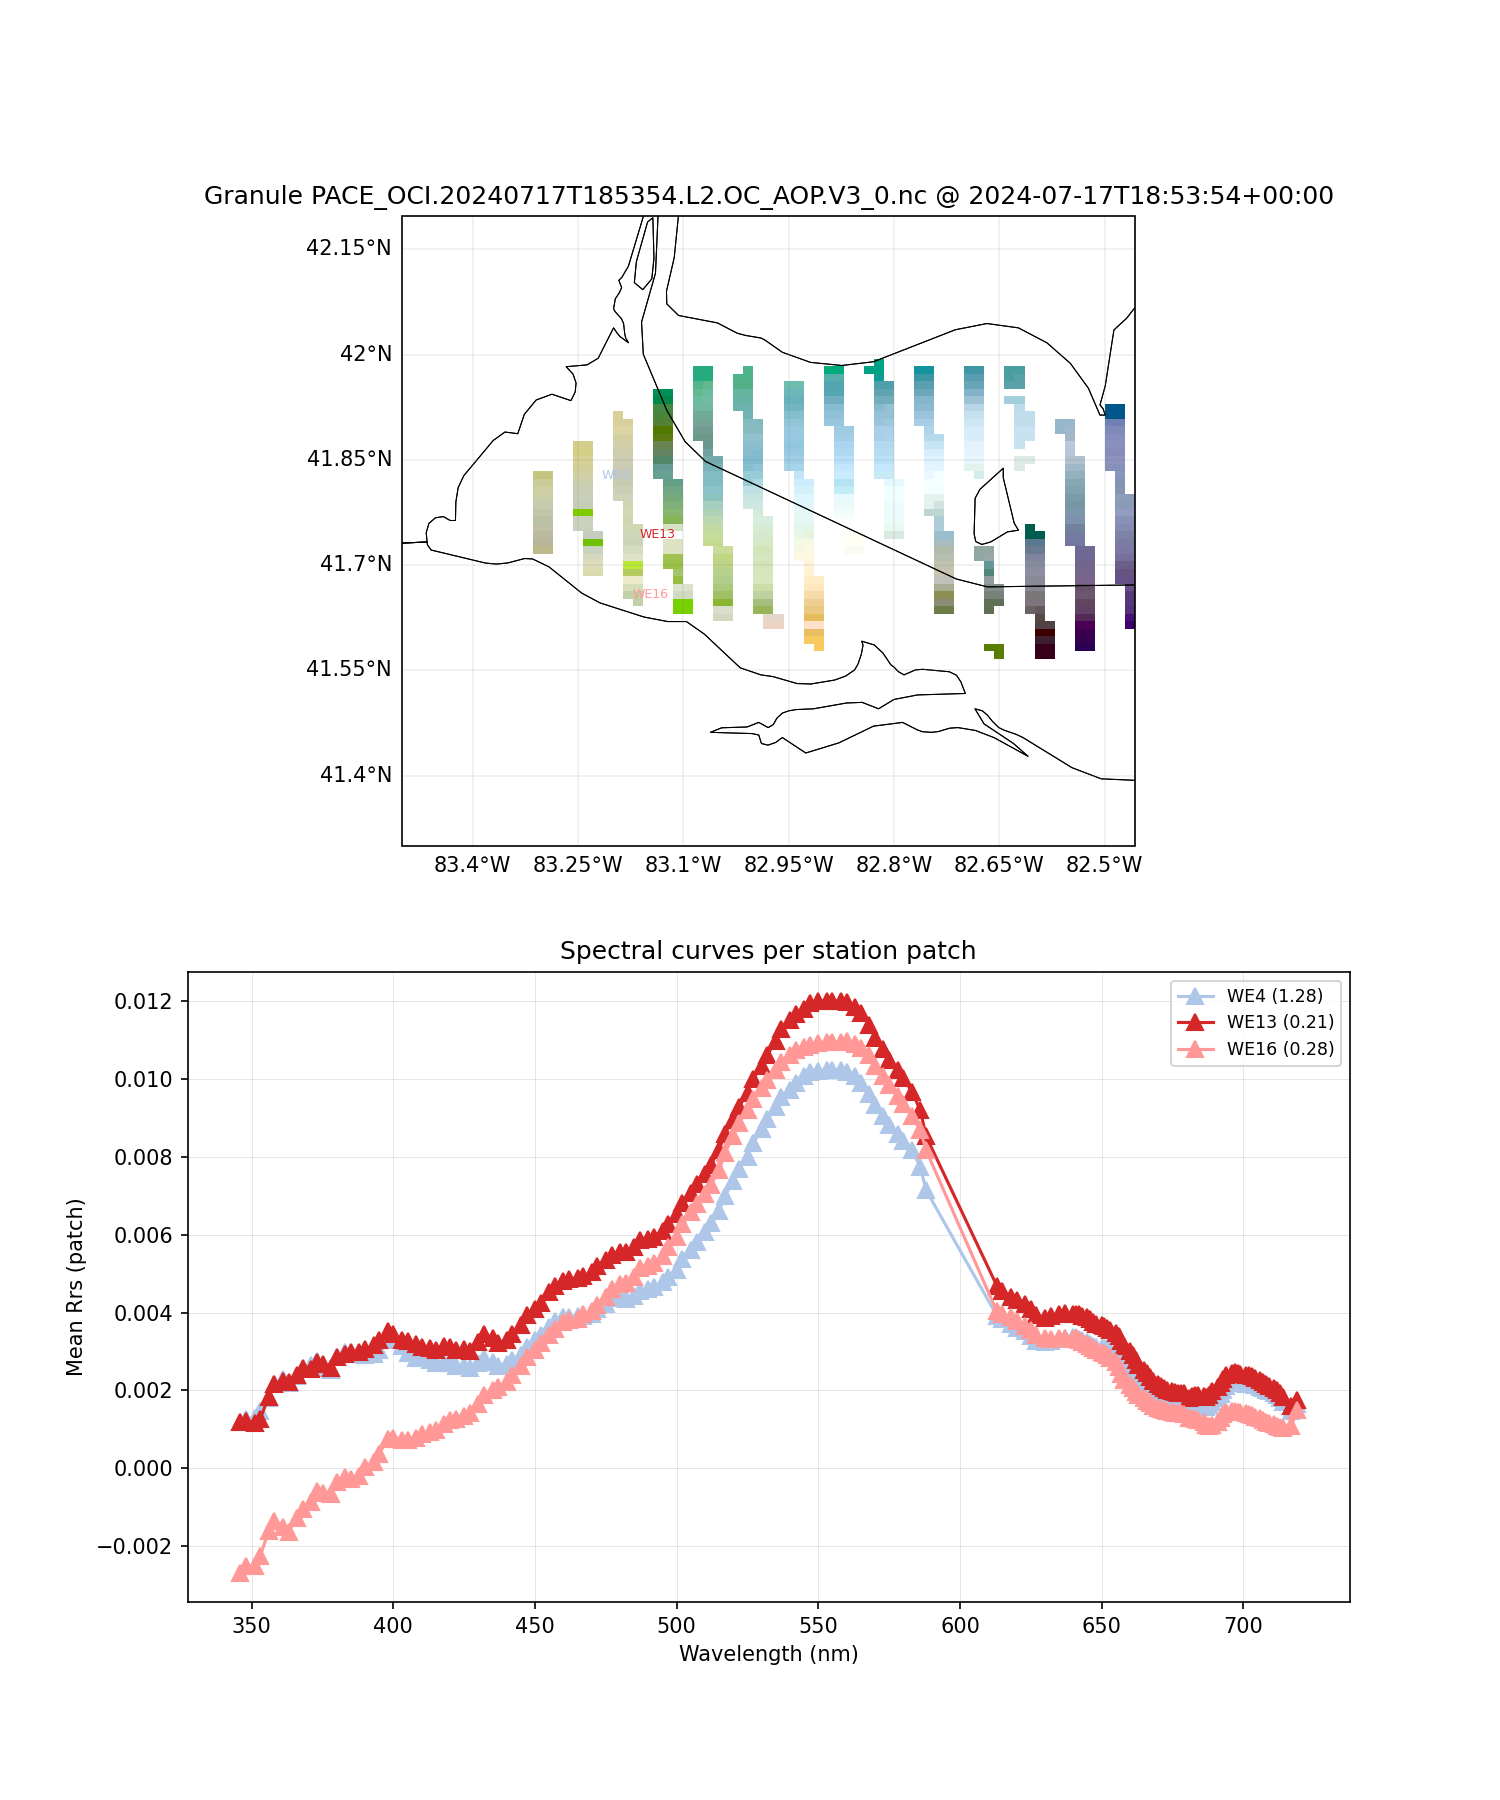 Granule PACE_OCI.20240717T185354.L2.OC_AOP.V3_0.nc @ 2024-07-17T18:53:54+00:00
42.15°N
42°N
41.85°N
41.7°N
41.55°N
41.4°N
WE4
WE13
WE16
83.4°W 83.25°W 83.1°W 82.95°W 82.8°W 82.65°W 82.5°W
Spectral curves per station patch
Mean Rrs (patch)
0.012
0.010
0.008
0.006
0.004
0.002
0.000
−0.002
WE4 (1.28)
WE13 (0.21)
WE16 (0.28)
350 400 450 500 550 600 650 700
Wavelength (nm)